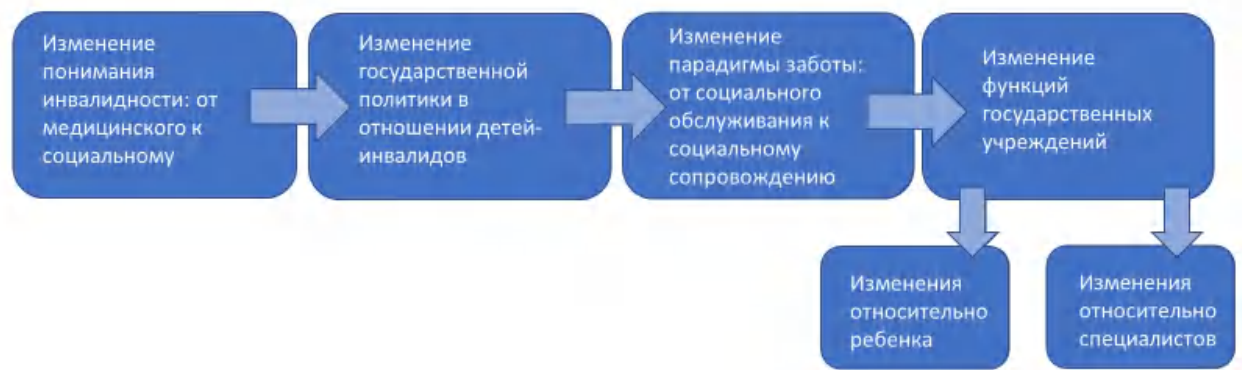 Изменение
понимания
инвалидности: от
медицинского к
социальному
Изменение
государственной
политики в
отношении детей-
инвалидов
Изменение
парадигмы заботы:
от социального
обслуживания к
социальному
сопровождению
Изменение
функций
государственных
учреждений
Изменения
относительно
ребенка
Изменения
относительно
специалистов